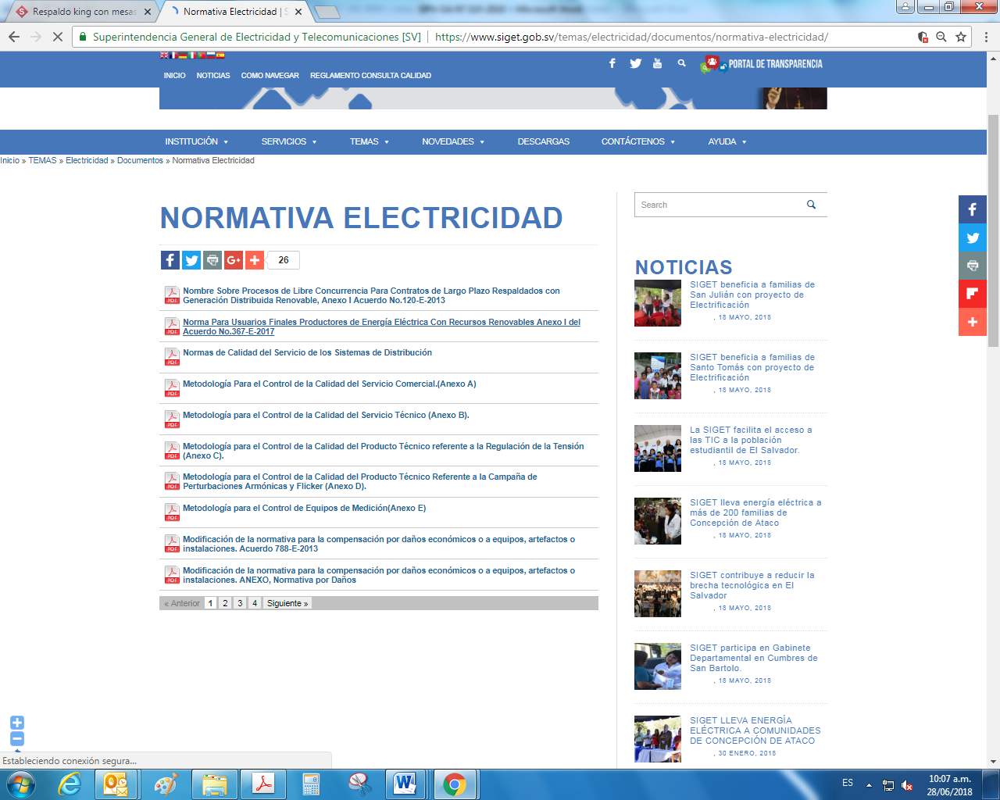 Respaldo king con mesas
Normativa Electricidad | S
Superintendencia General de Electricidad y Telecomunicaciones [SV] | https://www.siget.gob.sv/temas/electricidad/documentos/normativa-electricidad/
INICIO NOTICIAS COMO NAVEGAR REGLAMENTO CONSULTA CALIDAD
PORTAL DE TRANSPARENCIA
INSTITUCIÓN SERVICIOS TEMAS NOVEDADES DESCARGAS CONTÁCTENOS AYUDA
Inicio » TEMAS » Electricidad » Documentos » Normativa Electricidad
NORMATIVA ELECTRICIDAD
26
Nombre Sobre Procesos de Libre Concurrencia Para Contratos de Largo Plazo Respaldados con
Generación Distribuida Renovable, Anexo I Acuerdo No.120-E-2013
Norma Para Usuarios Finales Productores de Energía Eléctrica Con Recursos Renovables Anexo I del
Acuerdo No.367-E-2017
Normas de Calidad del Servicio de los Sistemas de Distribución
Metodología Para el Control de la Calidad del Servicio Comercial.(Anexo A)
Metodología para el Control de la Calidad del Servicio Técnico (Anexo B).
Metodología para el Control de la Calidad del Producto Técnico referente a la Regulación de la Tensión
(Anexo C).
Metodología para el Control de la Calidad del Producto Técnico Referente a la Campaña de
Perturbaciones Armónicas y Flicker (Anexo D).
Metodología para el Control de Equipos de Medición(Anexo E)
Modificación de la normativa para la compensación por daños económicos o a equipos, artefactos o
instalaciones. Acuerdo 788-E-2013
Modificación de la normativa para la compensación por daños económicos o a equipos, artefactos o
instalaciones. ANEXO, Normativa por Daños
« Anterior 1 2 3 4 Siguiente »
Search
NOTICIAS
SIGET beneficia a familias de
San Julián con proyecto de
Electrificación
, 18 MAYO, 2018
SIGET beneficia a familias de
Santo Tomás con proyecto de
Electrificación
, 18 MAYO, 2018
La SIGET facilita el acceso a
las TIC a la población
estudiantil de El Salvador.
, 18 MAYO, 2018
SIGET lleva energía eléctrica a
más de 200 familias de
Concepción de Ataco
, 18 MAYO, 2018
SIGET contribuye a reducir la
brecha tecnológica en El
Salvador
, 18 MAYO, 2018
SIGET participa en Gabinete
Departamental en Cumbres de
San Bartolo.
, 18 MAYO, 2018
SIGET LLEVA ENERGÍA
ELÉCTRICA A COMUNIDADES
DE CONCEPCIÓN DE ATACO
, 30 ENERO, 2018
Estableciendo conexión segura...
ES
10:07 a.m.
28/06/2018